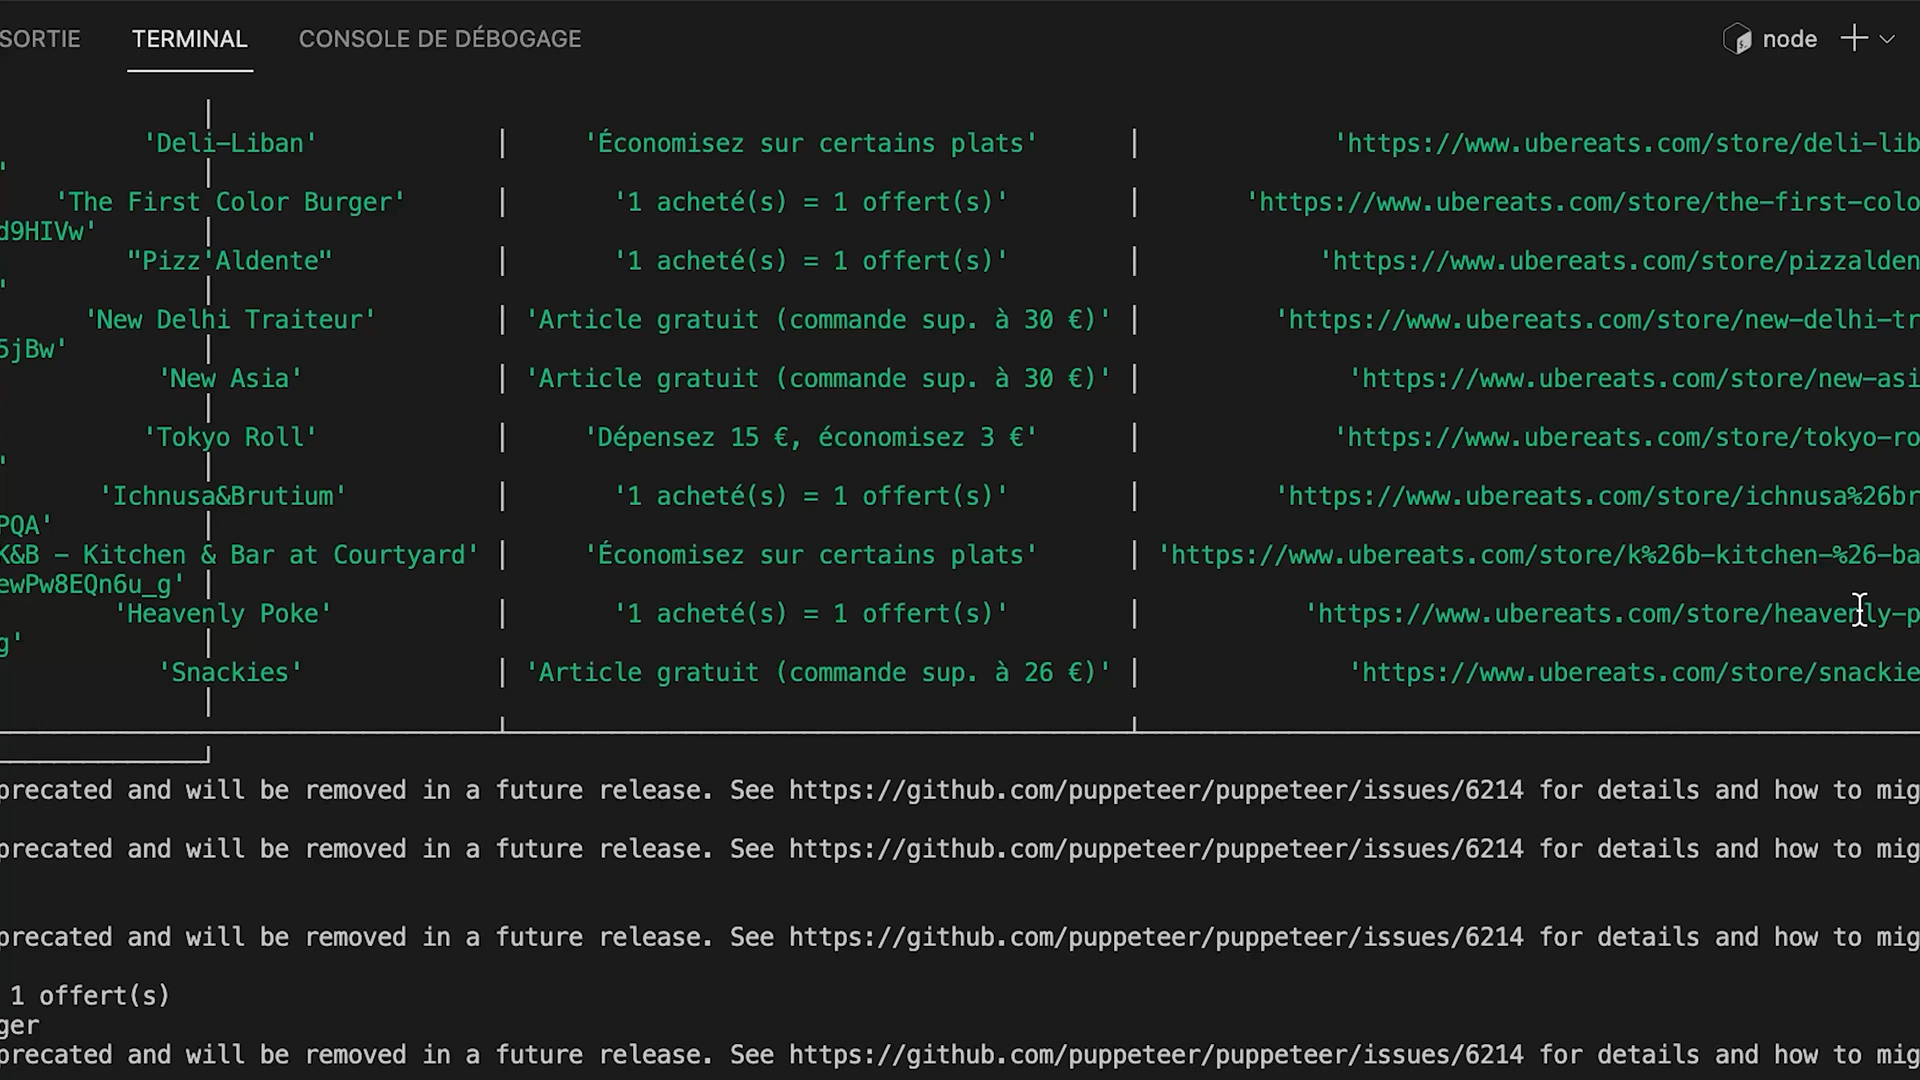 SORTIE TERMINAL CONSOLE DE DÉBOGAGE node
'Deli-Liban' | 'Économisez sur certains plats' | 'https://www.ubereats.com/store/deli-lib
'
'The First Color Burger' | '1 acheté(s) = 1 offert(s)' | 'https://www.ubereats.com/store/the-first-colo
d9HIVw' |
"Pizz'Aldente" | '1 acheté(s) = 1 offert(s)' | 'https://www.ubereats.com/store/pizzalden
' |
'New Delhi Traiteur' | 'Article gratuit (commande sup. à 30 €)' | 'https://www.ubereats.com/store/new-delhi-tr
5jBw' |
'New Asia' | 'Article gratuit (commande sup. à 30 €)' | 'https://www.ubereats.com/store/new-asi
|
'Tokyo Roll' | 'Dépensez 15 €, économisez 3 €' | 'https://www.ubereats.com/store/tokyo-ro
' |
'Ichnusa&Brutium' | '1 acheté(s) = 1 offert(s)' | 'https://www.ubereats.com/store/ichnusa%26br
PQA' |
K&B - Kitchen & Bar at Courtyard' | 'Économisez sur certains plats' | 'https://www.ubereats.com/store/k%26b-kitchen-%26-ba
ewPw8EQn6u_g' |
'Heavenly Poke' | '1 acheté(s) = 1 offert(s)' | 'https://www.ubereats.com/store/heavenly-p
g' |
'Snackies' | 'Article gratuit (commande sup. à 26 €)' | 'https://www.ubereats.com/store/snackie
|
precated and will be removed in a future release. See https://github.com/puppeteer/puppeteer/issues/6214 for details and how to mig
precated and will be removed in a future release. See https://github.com/puppeteer/puppeteer/issues/6214 for details and how to mig
precated and will be removed in a future release. See https://github.com/puppeteer/puppeteer/issues/6214 for details and how to mig
1 offert(s)
ger
precated and will be removed in a future release. See https://github.com/puppeteer/puppeteer/issues/6214 for details and how to mig